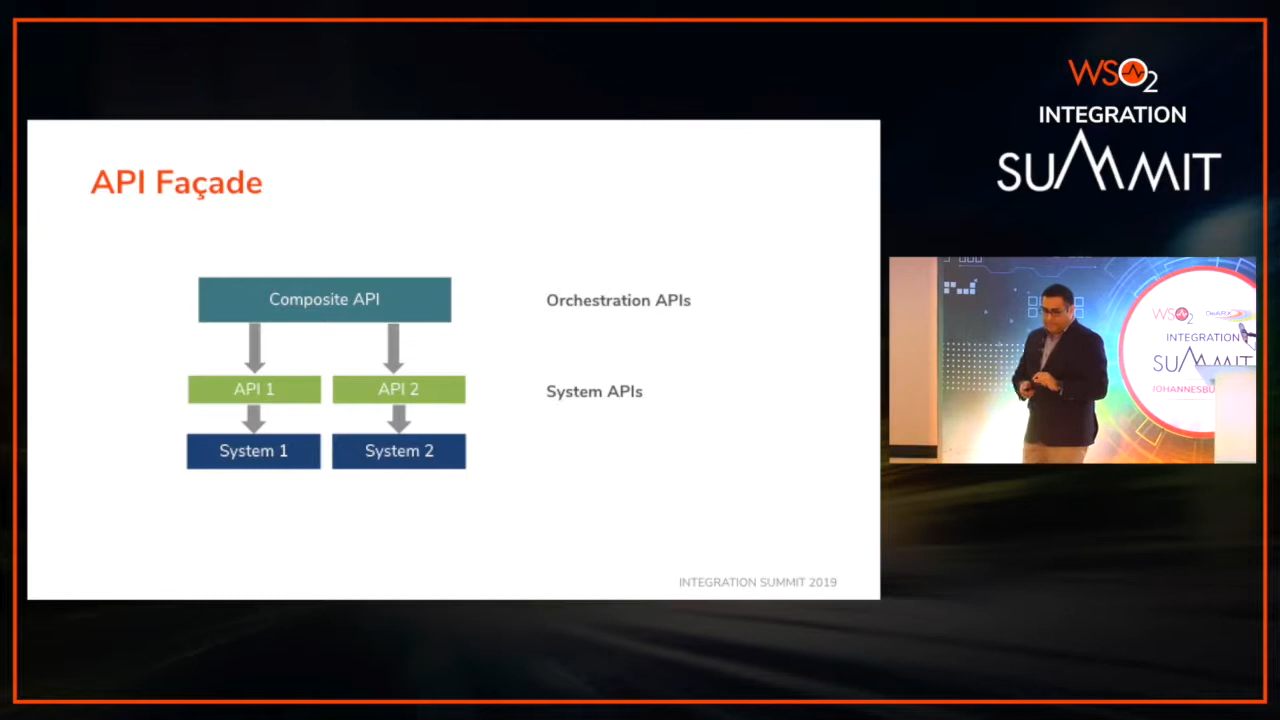 API Façade
Composite API
Orchestration APIs
API 1
API 2
System APIs
System 1
System 2
INTEGRATION SUMMIT 2019
WSO2
INTEGRATION
SUMMIT
WSO2
INTEGRATION
SUMMIT